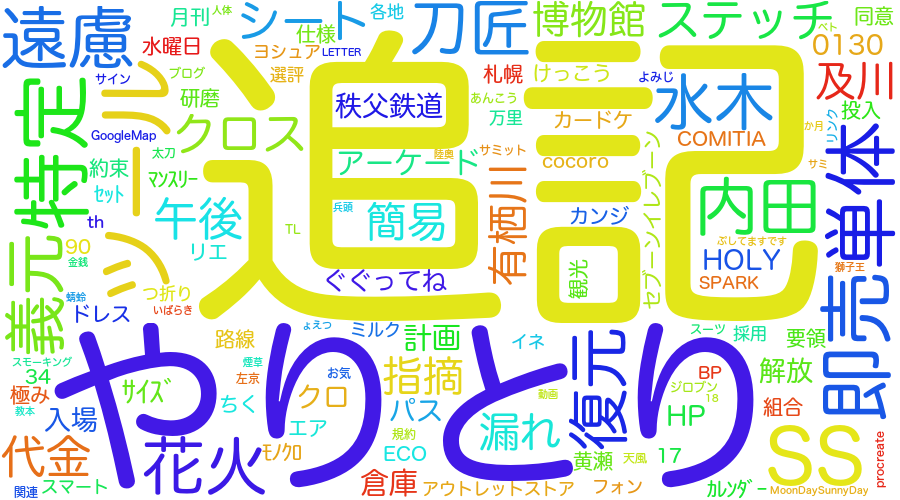 遠慮
月刊
人体
シート
各地
刀匠
博物館
ステッチ
同意
ペト
仕様
水曜日
ヨシュア
LETTER
0130
サイン
ブログ
選評
札幌
けっこう
よみじ
及川
研磨
秩父鉄道
あんこう
水木
投入
GoogleMap
クロス
万里
カードケ
か月
リンク
特定
ツー
太刀
陸奥
サミット
COMITIA
約束
アーケード
cocoro
サミ
単体
ﾏﾝｽﾘｰ
ｾｯﾄ
追記
兵頭
有栖川
カンジ
セブーンイレブーン
内田
th
午後
簡易
TL
義元
90
リエ
ぶしてますです
金銭
HOLY
獅子王
ぐぐってね
観光
SPARK
つ折り
蜻蛉
いばらき
ドレス
即売
路線
ょえつ
ミルク
計画
イネ
復元
スーツ
採用
要領
スモーキング
34
やりとり
煙草
左京
お気
指摘
BP
解放
極み
ｻｲｽﾞ
ジロブン
18
教本
ちく
クロ
パス
動画
HP
組合
入場
エア
規約
漏れ
代金
花火
ﾓﾉｸﾛ
ECO
黄瀬
天風
17
SS
procreate
関連
スマート
倉庫
アウトレットストア
フォン
ｶﾚﾝﾀﾞｰ
MoonDaySunnyDay